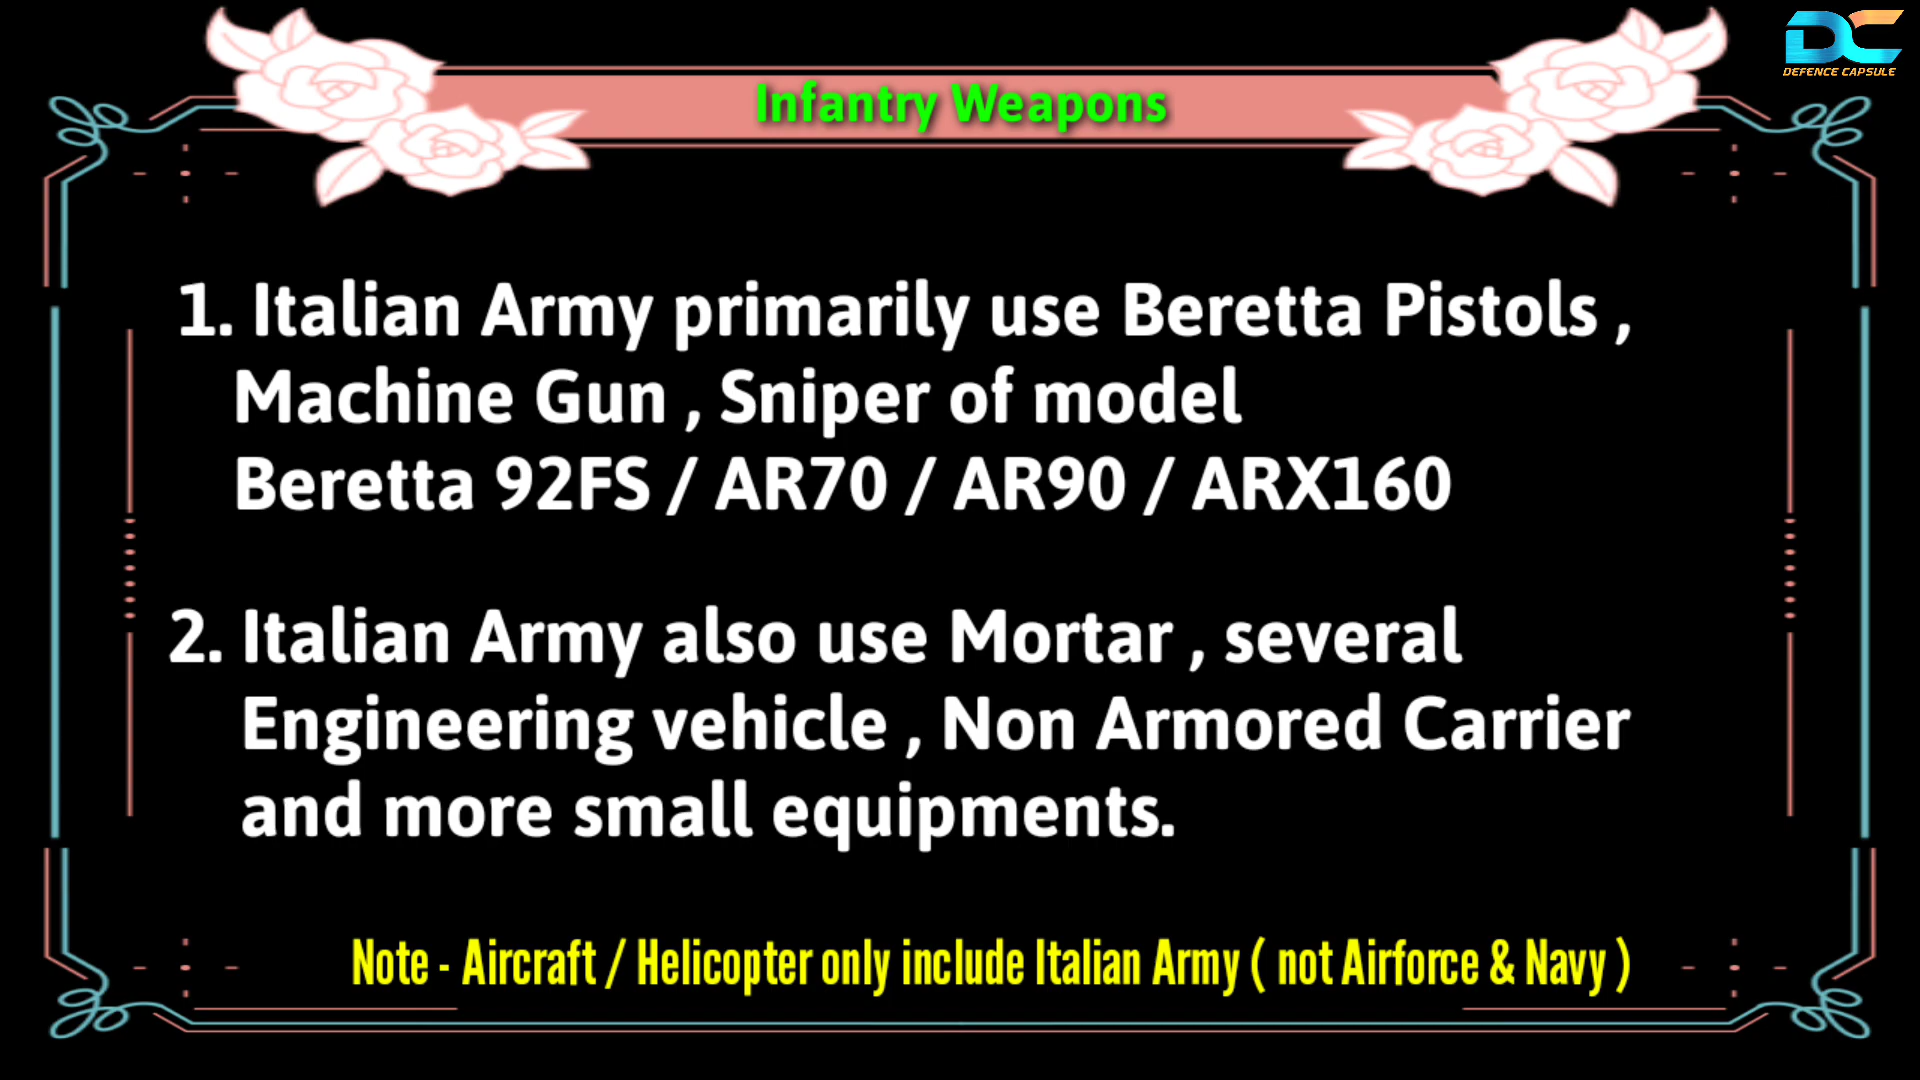 DC
DEFENCE CAPSULE
Infantry Weapons
1. Italian Army primarily use Beretta Pistols ,
Machine Gun , Sniper of model
Beretta 92FS / AR70 / AR90 / ARX160
2. Italian Army also use Mortar , several
Engineering vehicle , Non Armored Carrier
and more small equipments.
Note - Aircraft / Helicopter only include Italian Army ( not Airforce & Navy )